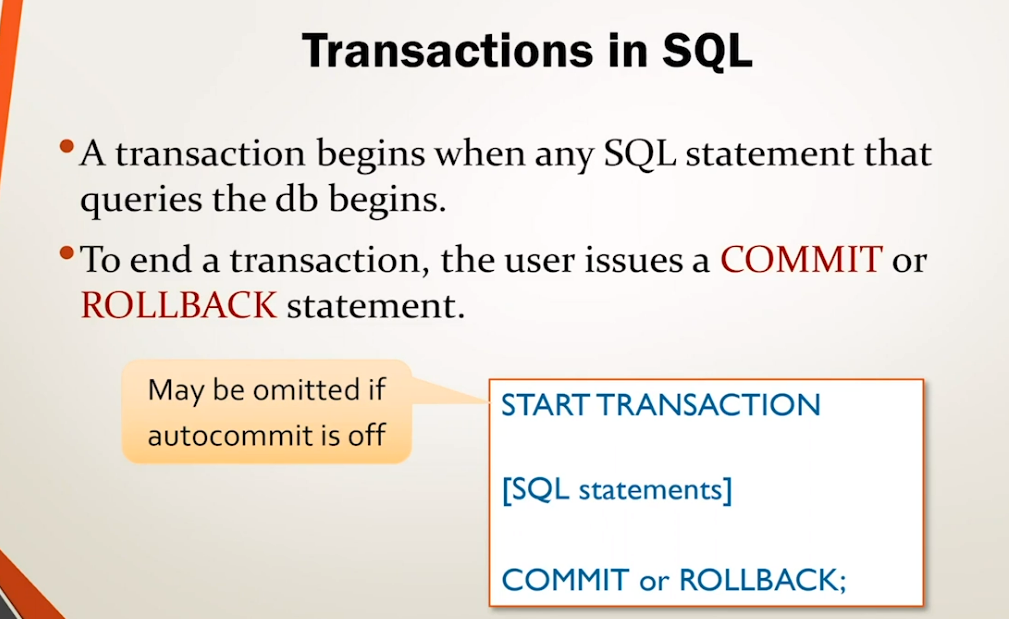 Transactions in SQL
•A transaction begins when any SQL statement that
queries the db begins.
•To end a transaction, the user issues a COMMIT or
ROLLBACK statement.
May be omitted if
autocommit is off
START TRANSACTION
[SQL statements]
COMMIT or ROLLBACK;